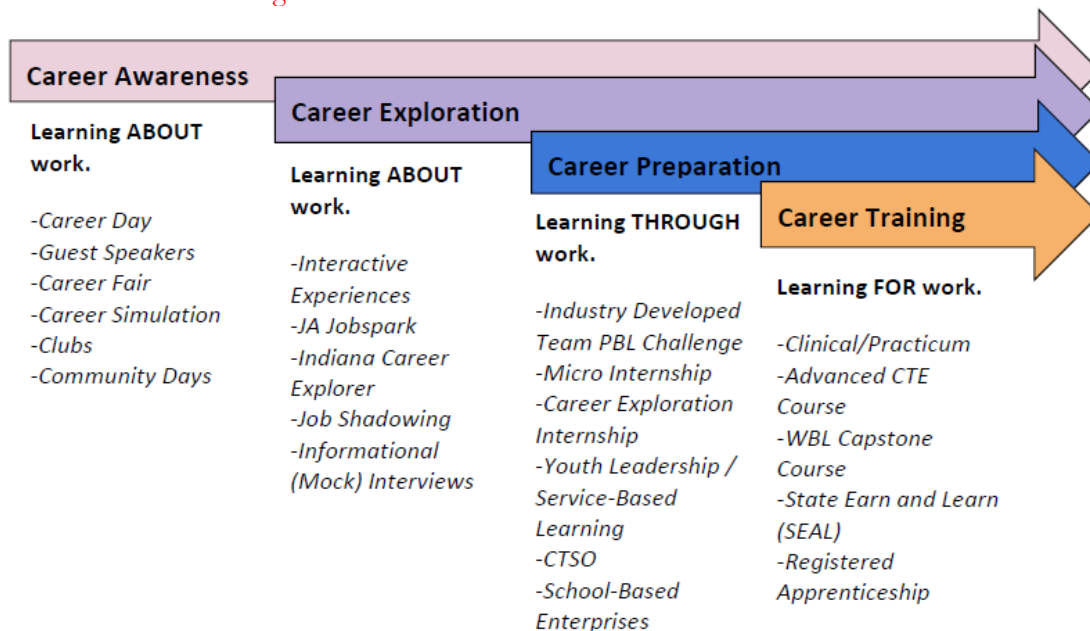 Career Awareness
Learning ABOUT
work.
-Career Day
-Guest Speakers
-Career Fair
-Career Simulation
-Clubs
-Community Days
Career Exploration
Learning ABOUT
work.
-Interactive
Experiences
-JA Jobspark
-Indiana Career
Explorer
-Job Shadowing
-Informational
(Mock) Interviews
Career Preparation
Learning THROUGH
work.
-Industry Developed
Team PBL Challenge
-Micro Internship
-Career Exploration
Internship
-Youth Leadership /
Service-Based
Learning
-CTSO
-School-Based
Enterprises
Career Training
Learning FOR work.
-Clinical/Practicum
-Advanced CTE
Course
-WBL Capstone
Course
-State Earn and Learn
(SEAL)
-Registered
Apprenticeship